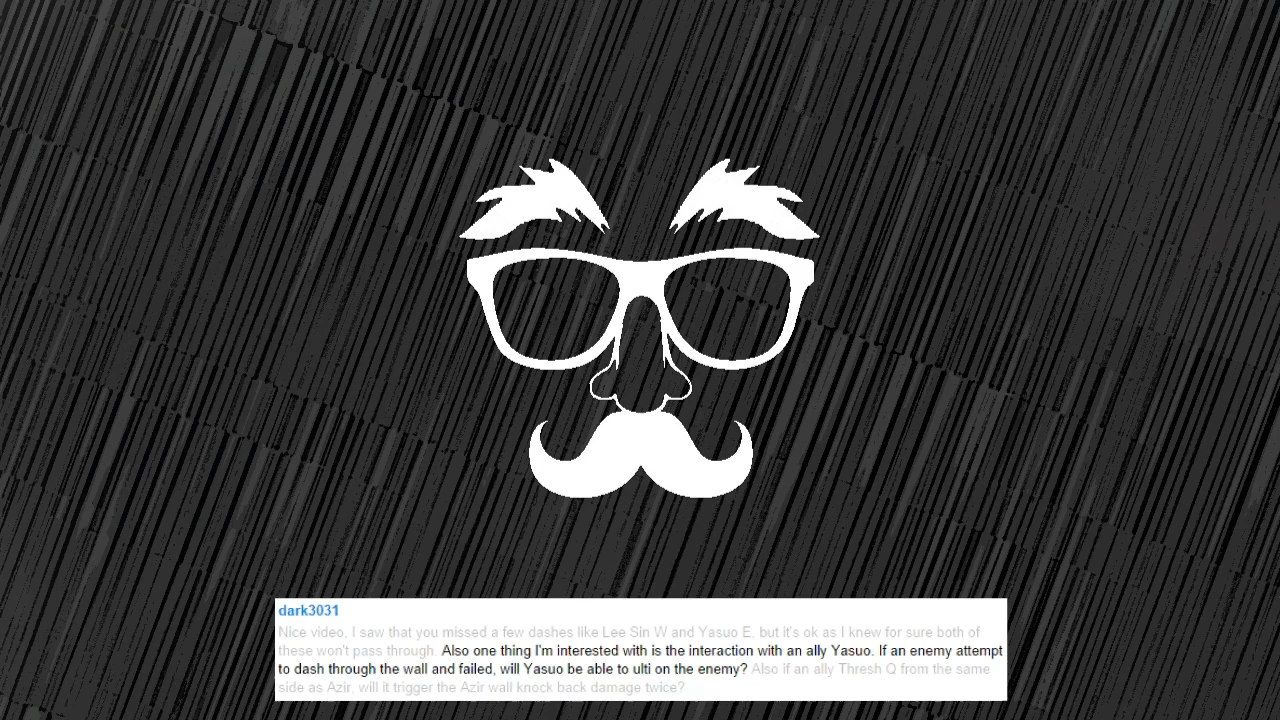 dark3031
Nice video, I saw that you missed a few dashes like Lee Sin W and Yasuo E, but it's ok as I knew for sure both of
these won't pass through. Also one thing I'm interested with is the interaction with an ally Yasuo. If an enemy attempt
to dash through the wall and failed, will Yasuo be able to ulti on the enemy? Also if an ally Thresh Q from the same
side as Azir, will it trigger the Azir wall knock back damage twice?